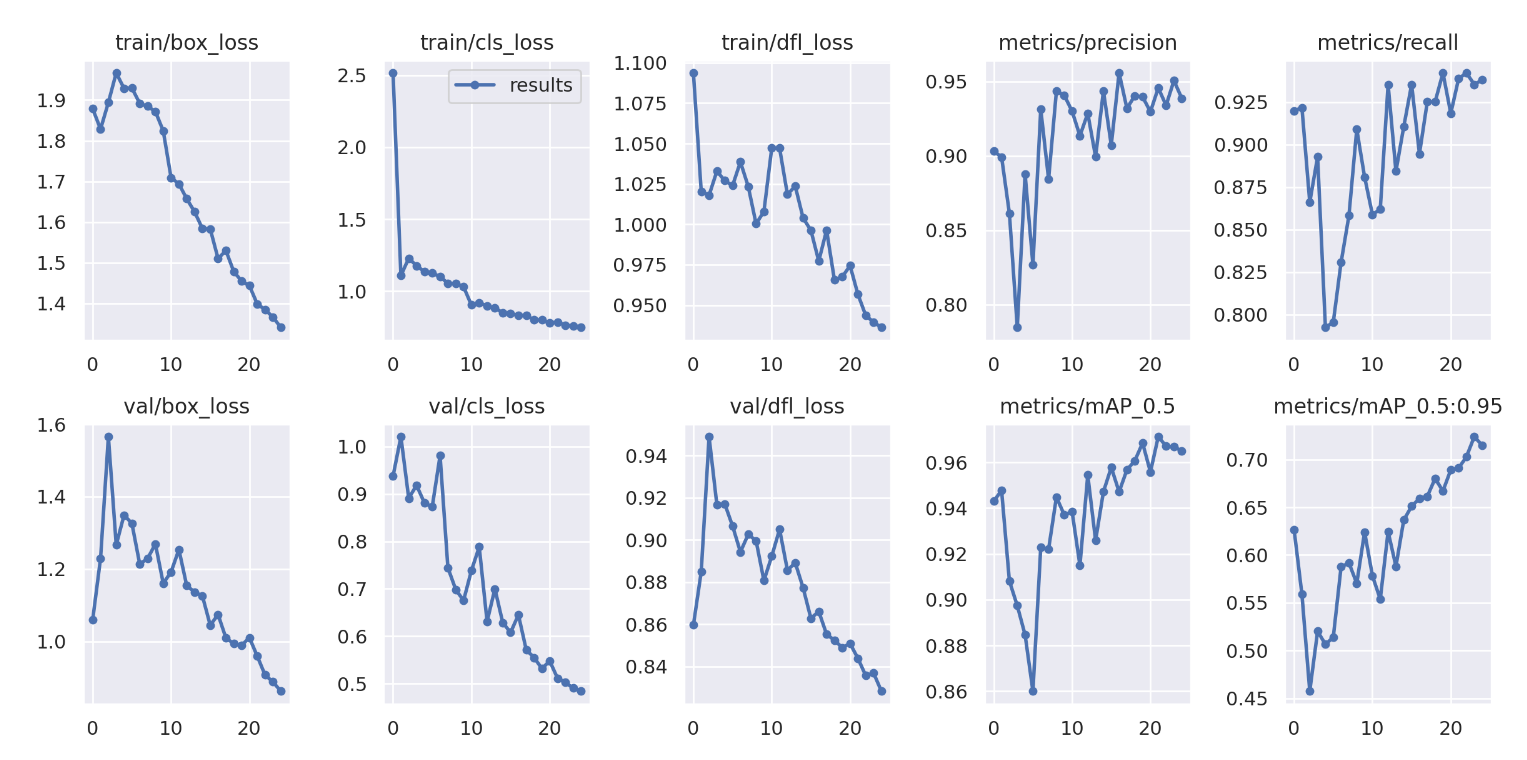 train/box_loss
1.9
1.8
1.7
1.6
1.5
1.4
0 10 20
train/cls_loss
results
2.5
2.0
1.5
1.0
0 10 20
train/dfl_loss
1.100
1.075
1.050
1.025
1.000
0.975
0.950
0 10 20
metrics/precision
0.95
0.90
0.85
0.80
0 10 20
metrics/recall
0.925
0.900
0.875
0.850
0.825
0.800
0 10 20
val/box_loss
1.6
1.4
1.2
1.0
0 10 20
val/cls_loss
1.0
0.9
0.8
0.7
0.6
0.5
0 10 20
val/dfl_loss
0.94
0.92
0.90
0.88
0.86
0.84
0 10 20
metrics/mAP_0.5
0.96
0.94
0.92
0.90
0.88
0.86
0 10 20
metrics/mAP_0.5:0.95
0.70
0.65
0.60
0.55
0.50
0.45
0 10 20